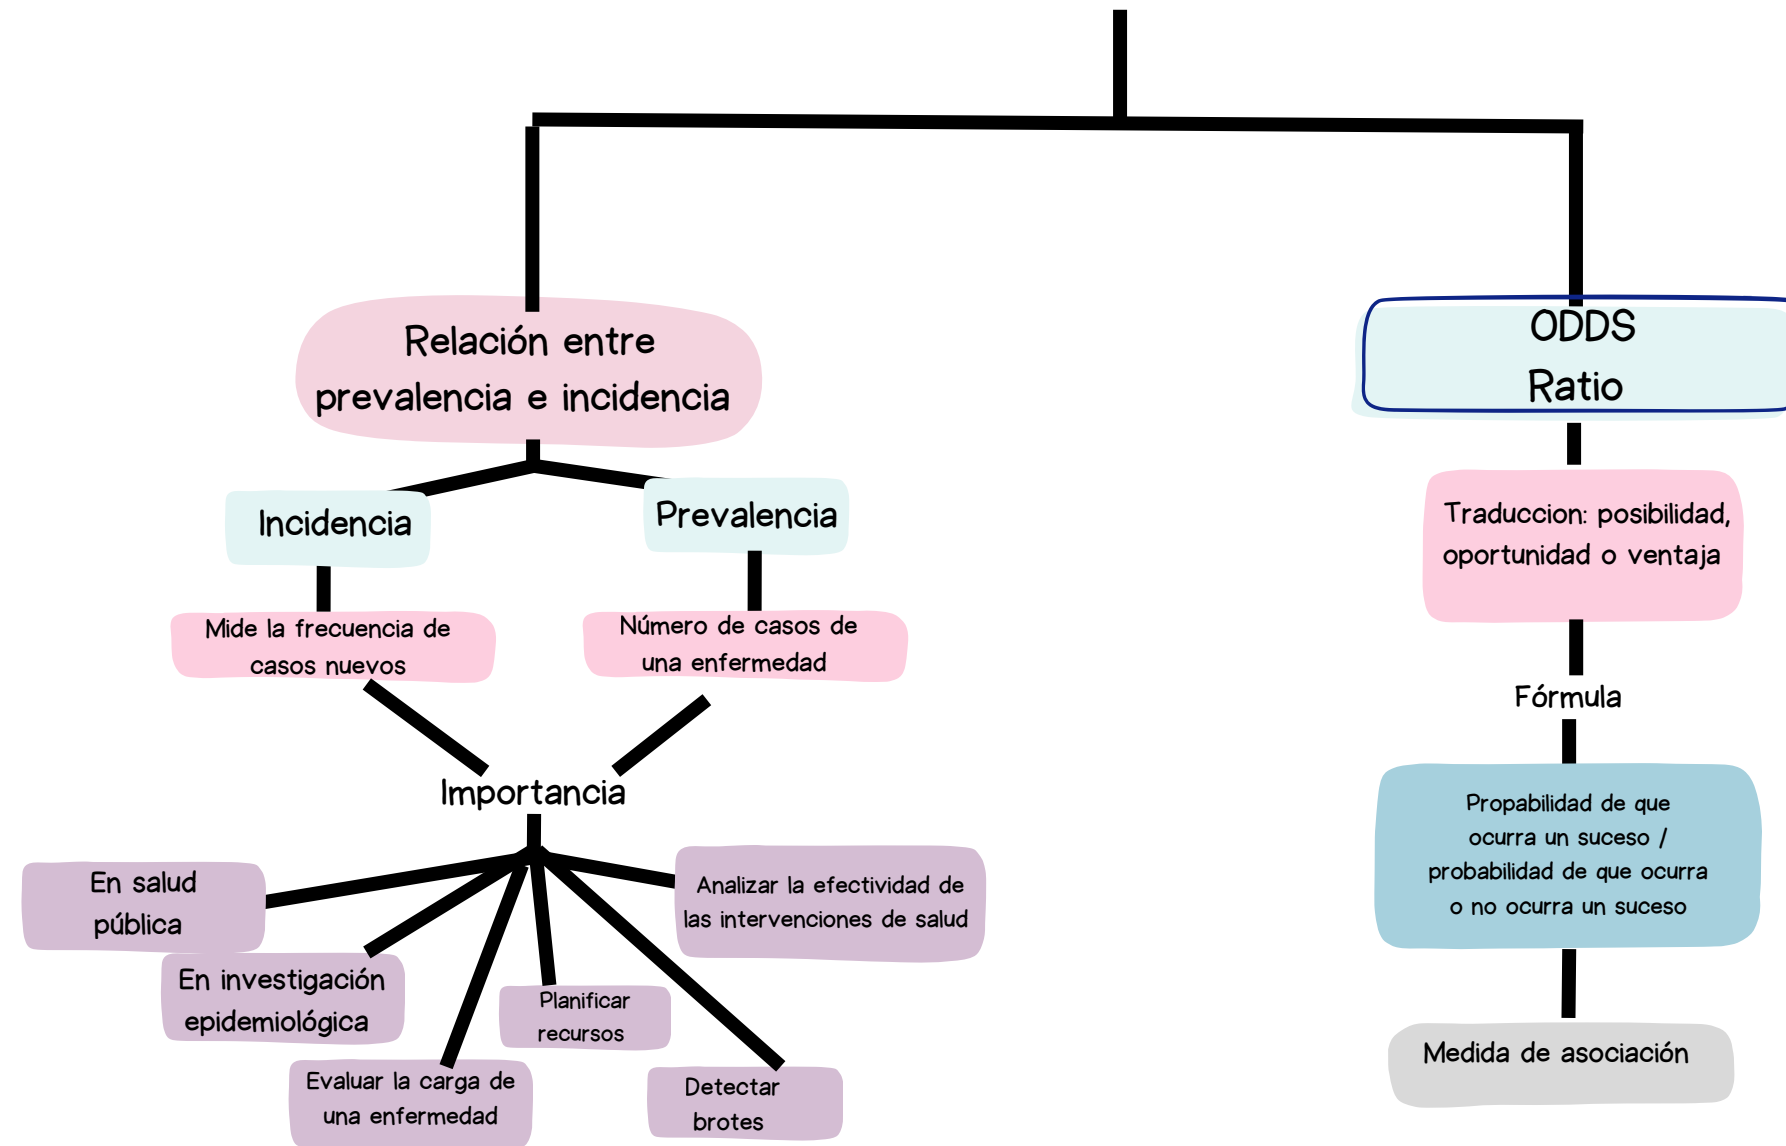 Relación entre
prevalencia e incidencia
Incidencia
Prevalencia
Mide la frecuencia de
casos nuevos
Número de casos de
una enfermedad
Importancia
En salud
pública
En investigación
epidemiológica
Evaluar la carga de
una enfermedad
Planificar
recursos
Detectar
brotes
Analizar la efectividad de
las intervenciones de salud
ODDS
Ratio
Traduccion: posibilidad,
oportunidad o ventaja
Fórmula
Propabilidad de que
ocurra un suceso /
probabilidad de que ocurra
o no ocurra un suceso
Medida de asociación